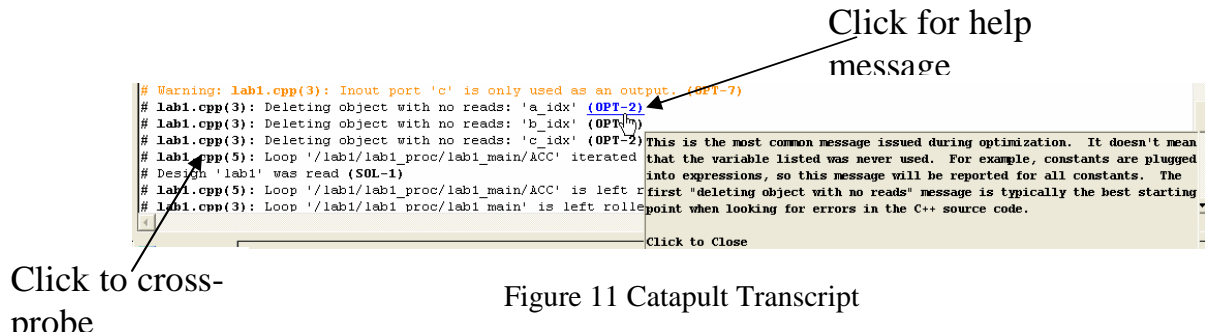 Click for help
message
# Warning: lab1.cpp(3): Inout port 'c' is only used as an output. (OPT-7)
# lab1.cpp(3): Deleting object with no reads: 'a_idx' (OPT-2)
# lab1.cpp(3): Deleting object with no reads: 'b_idx' (OPT-2)
# lab1.cpp(3): Deleting object with no reads: 'c_idx' (OPT-2)
# lab1.cpp(5): Loop '/lab1/lab1_proc/lab1_main/ACC' iterated
# Design 'lab1' was read (SOL-1)
# lab1.cpp(5): Loop '/lab1/lab1_proc/lab1_main/ACC' is left r
# lab1.cpp(3): Loop '/lab1/lab1_proc/lab1_main' is left rolle
This is the most common message issued during optimization. It doesn't mean
that the variable listed was never used. For example, constants are plugged
into expressions, so this message will be reported for all constants. The
first "deleting object with no reads" message is typically the best starting
point when looking for errors in the C++ source code.
Click to Close
Click to cross-
probe
Figure 11 Catapult Transcript